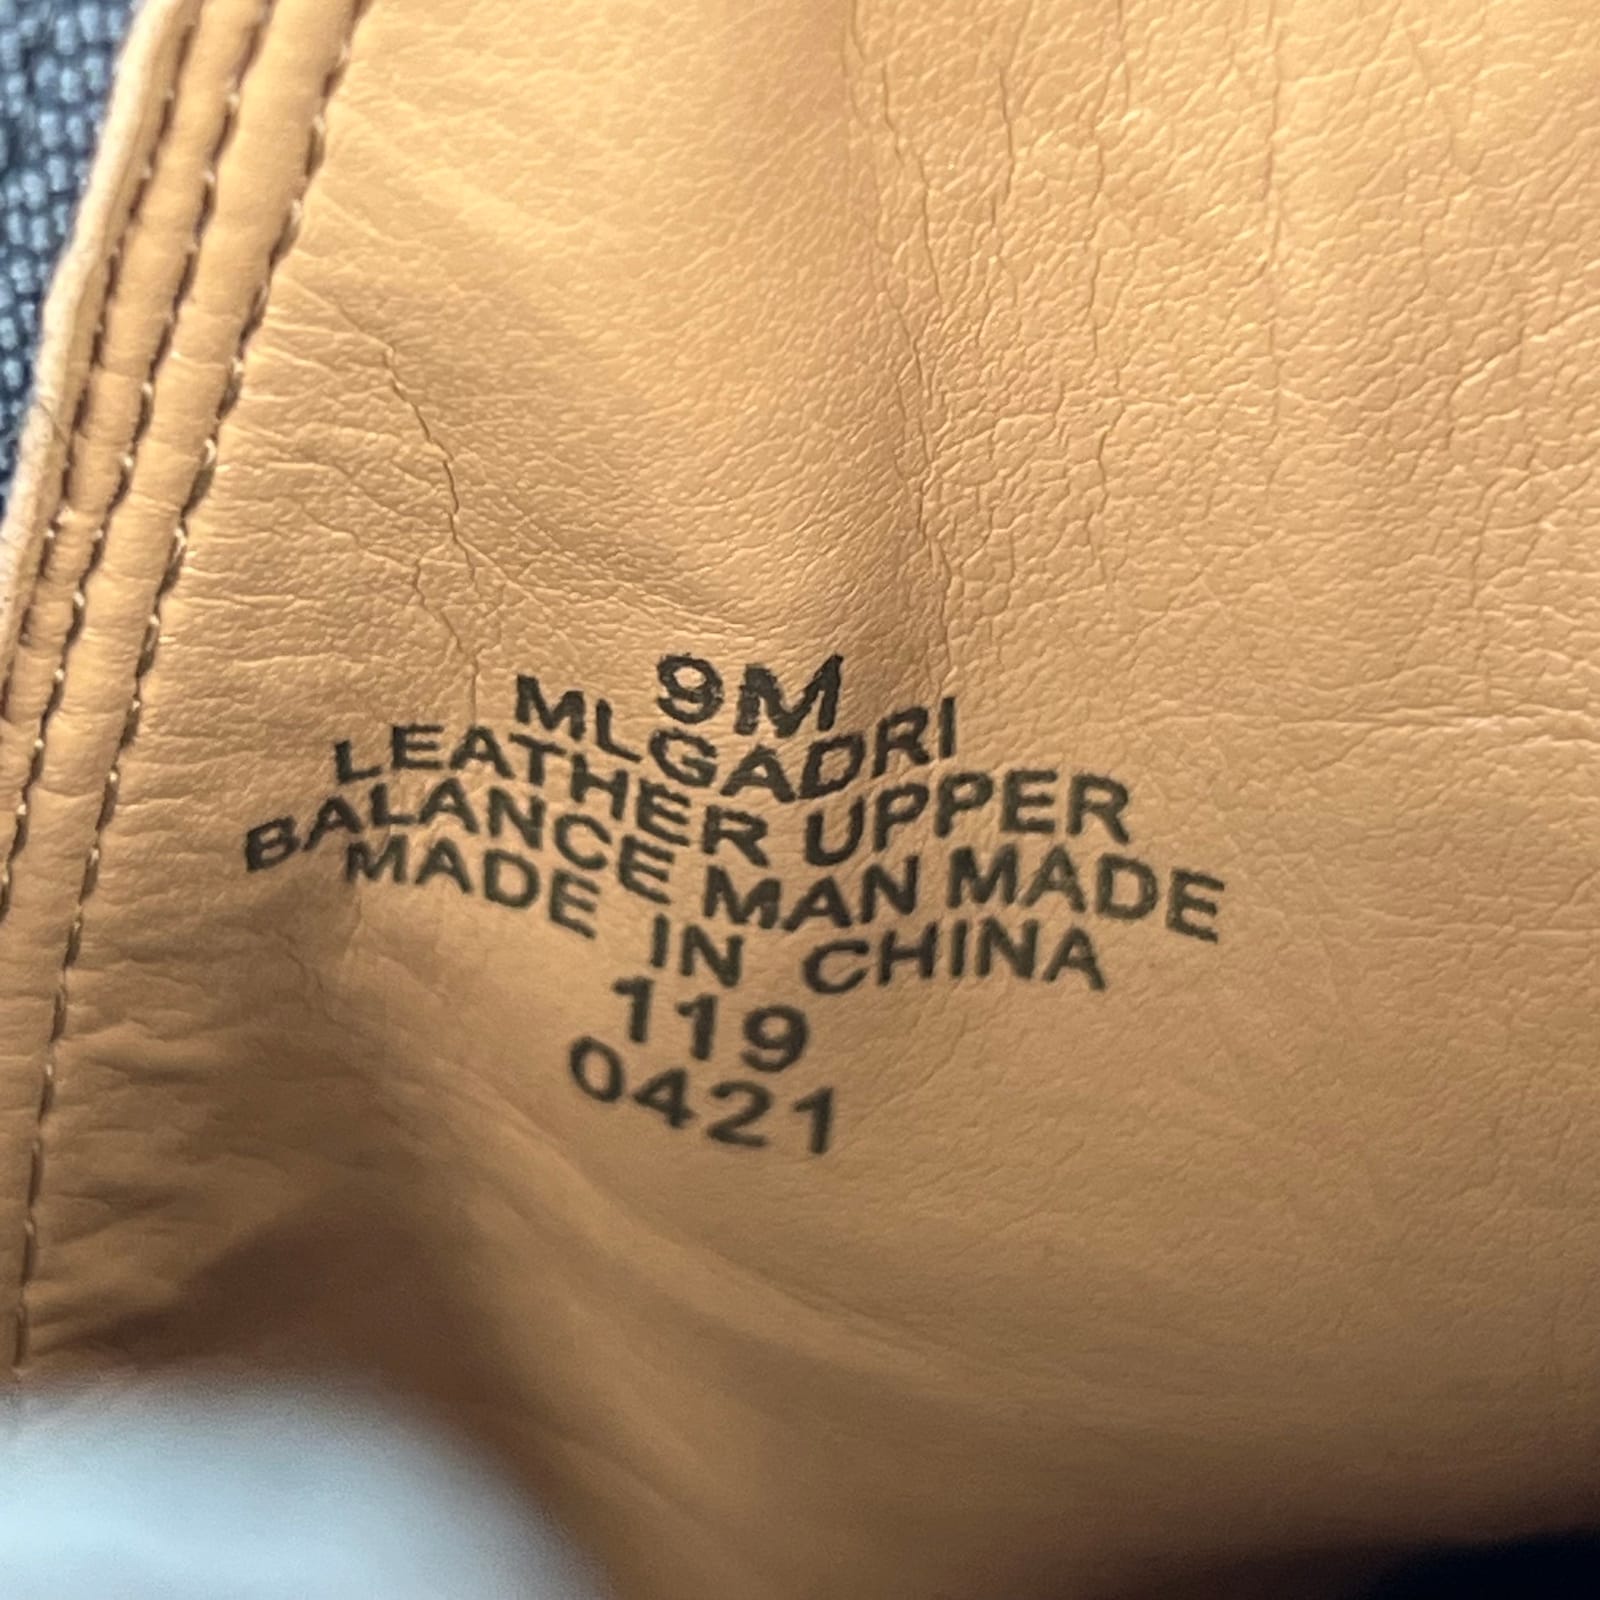 9M
MLGADRI
LEATHER UPPER
BALANCE MAN MADE
MADE IN CHINA
119
0421